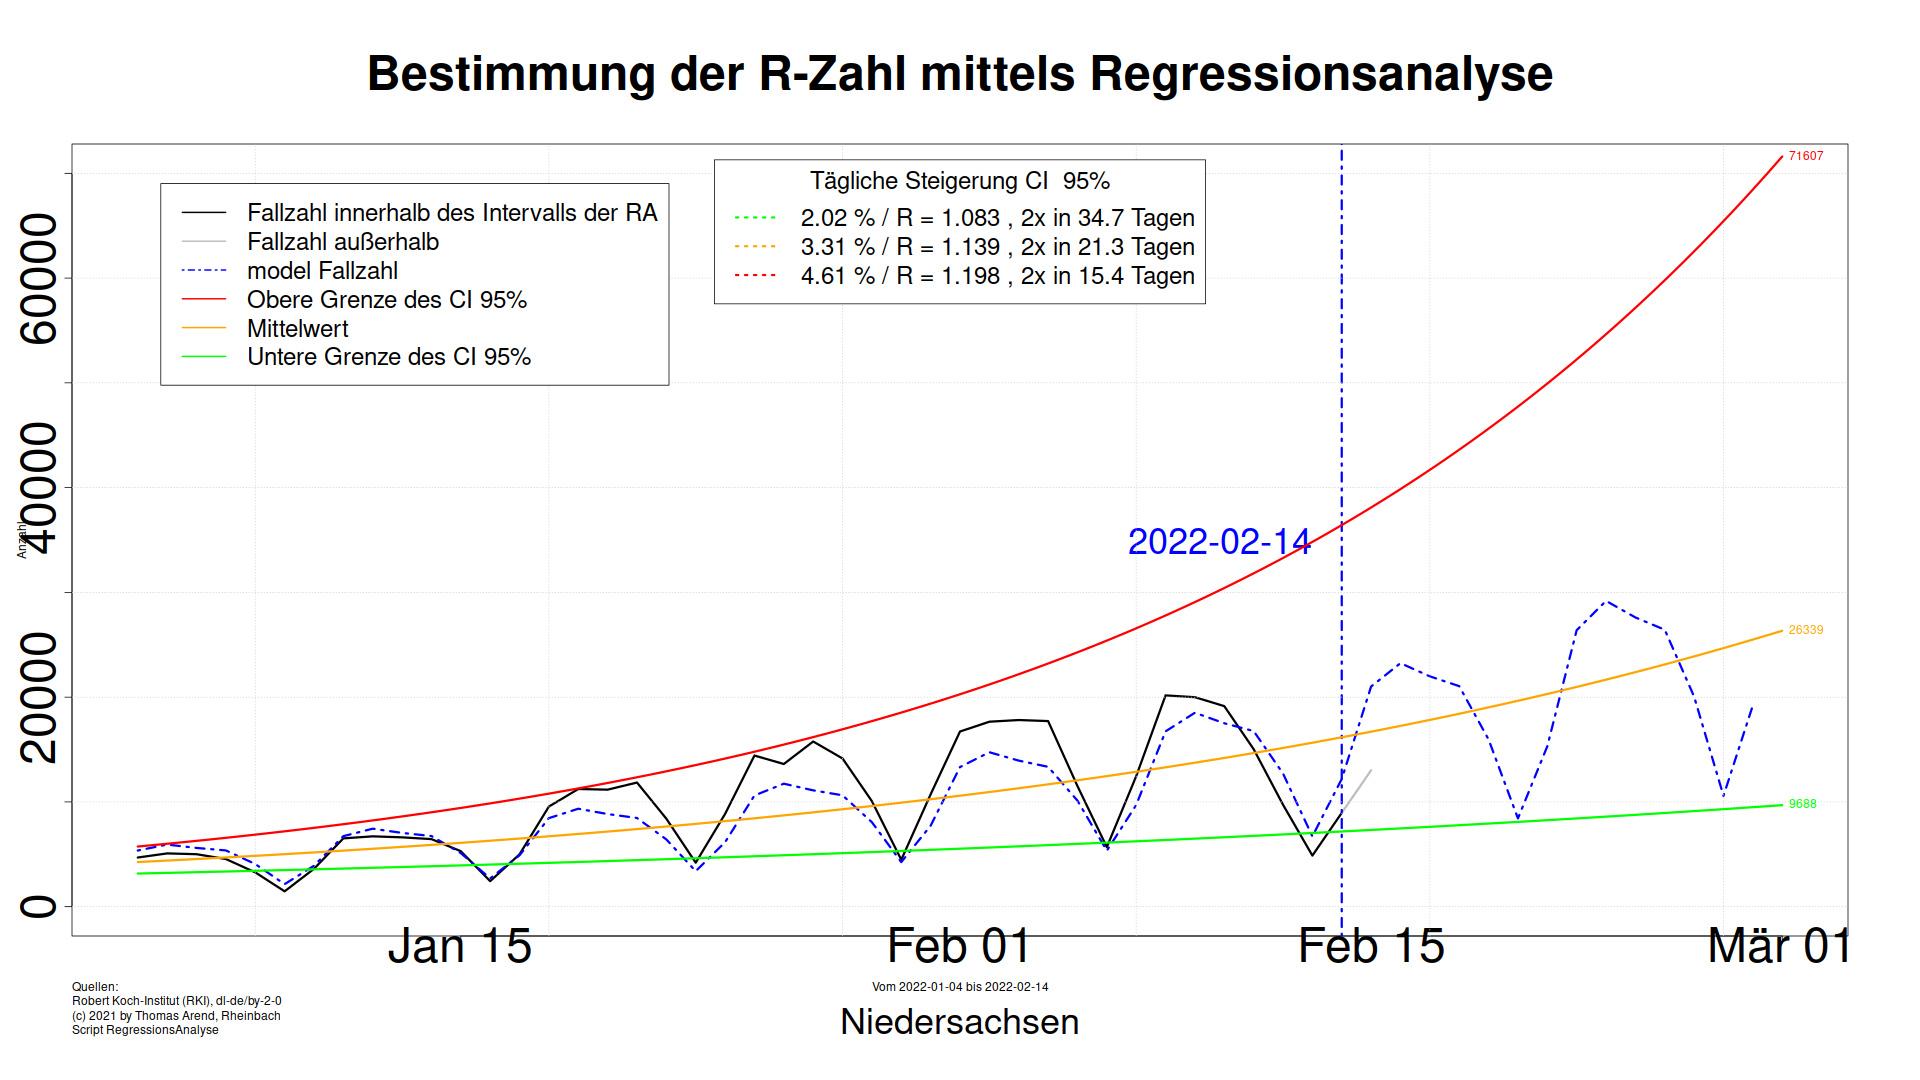 Bestimmung der R-Zahl mittels Regressionsanalyse
Fallzahl innerhalb des Intervalls der RA
Fallzahl außerhalb
model Fallzahl
Obere Grenze des CI 95%
Mittelwert
Untere Grenze des CI 95%
Tägliche Steigerung CI 95%
2.02 % / R = 1.083 , 2x in 34.7 Tagen
3.31 % / R = 1.139 , 2x in 21.3 Tagen
4.61 % / R = 1.198 , 2x in 15.4 Tagen
71607
60000
40000
Anzahl
2022-02-14
26339
20000
9688
0
Jan 15
Feb 01
Feb 15
Mär 01
Quellen:
Robert Koch-Institut (RKI), dl-de/by-2-0
(c) 2021 by Thomas Arend, Rheinbach
Script RegressionsAnalyse
Vom 2022-01-04 bis 2022-02-14
Niedersachsen